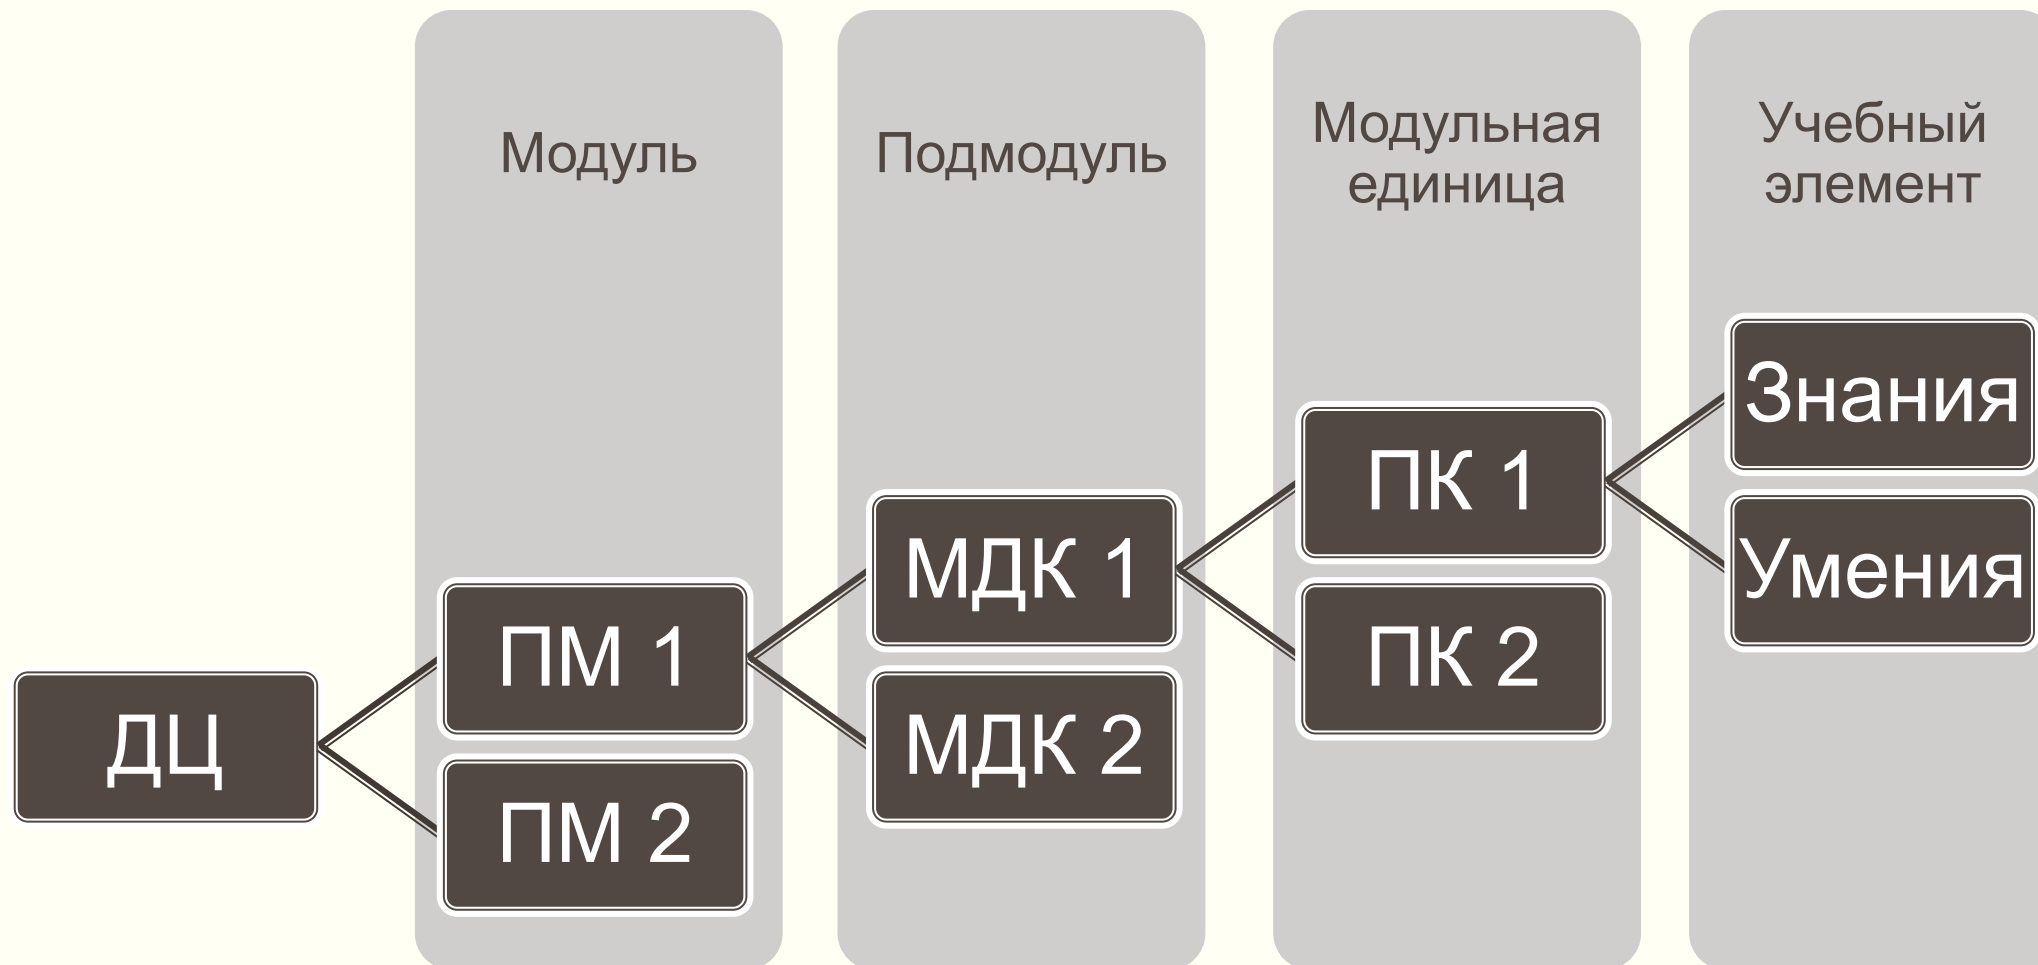 Модуль
Подмодуль
Модульная
единица
Учебный
элемент
ДЦ
ПМ 1
ПМ 2
МДК 1
МДК 2
ПК 1
ПК 2
Знания
Умения